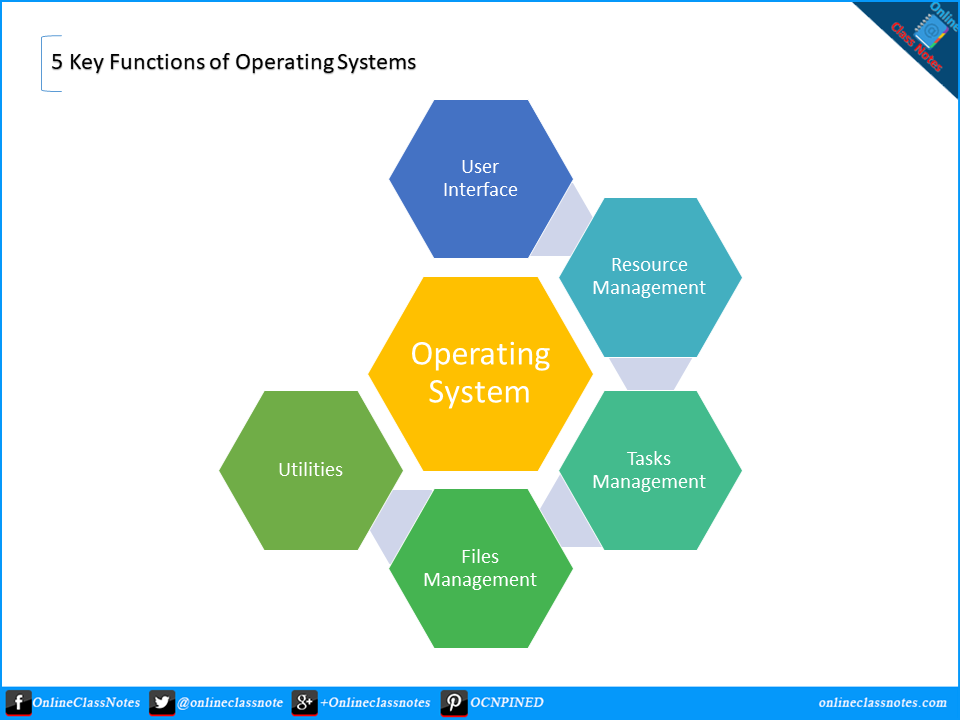 5 Key Functions of Operating Systems
Online
Class Notes
User
Interface
Resource
Management
Operating
System
Tasks
Management
Utilities
Files
Management
OnlineClassNotes
@onlineclassnote
+Onlineclassnotes
OCNPINED
onlineclassnotes.com